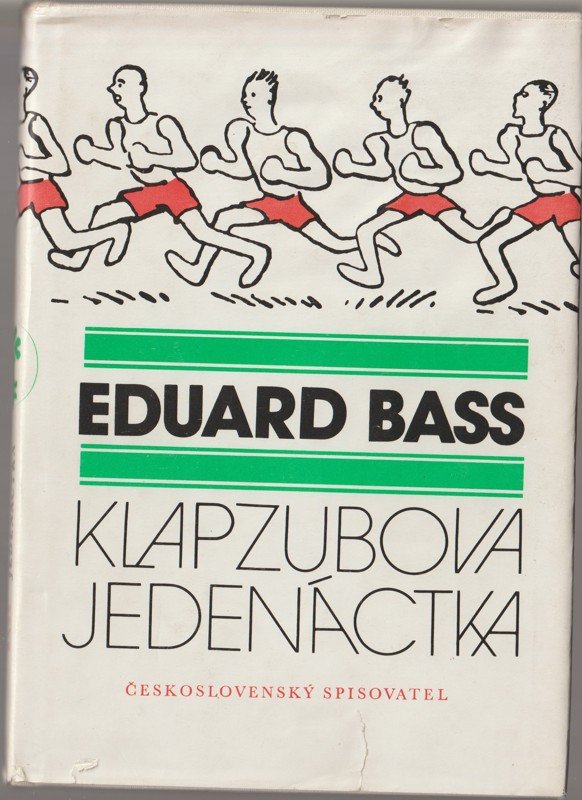 EDUARD BASS
KLAPZUBOVA
JEDENÁCTKA
ČESKOSLOVENSKÝ SPISOVATEL